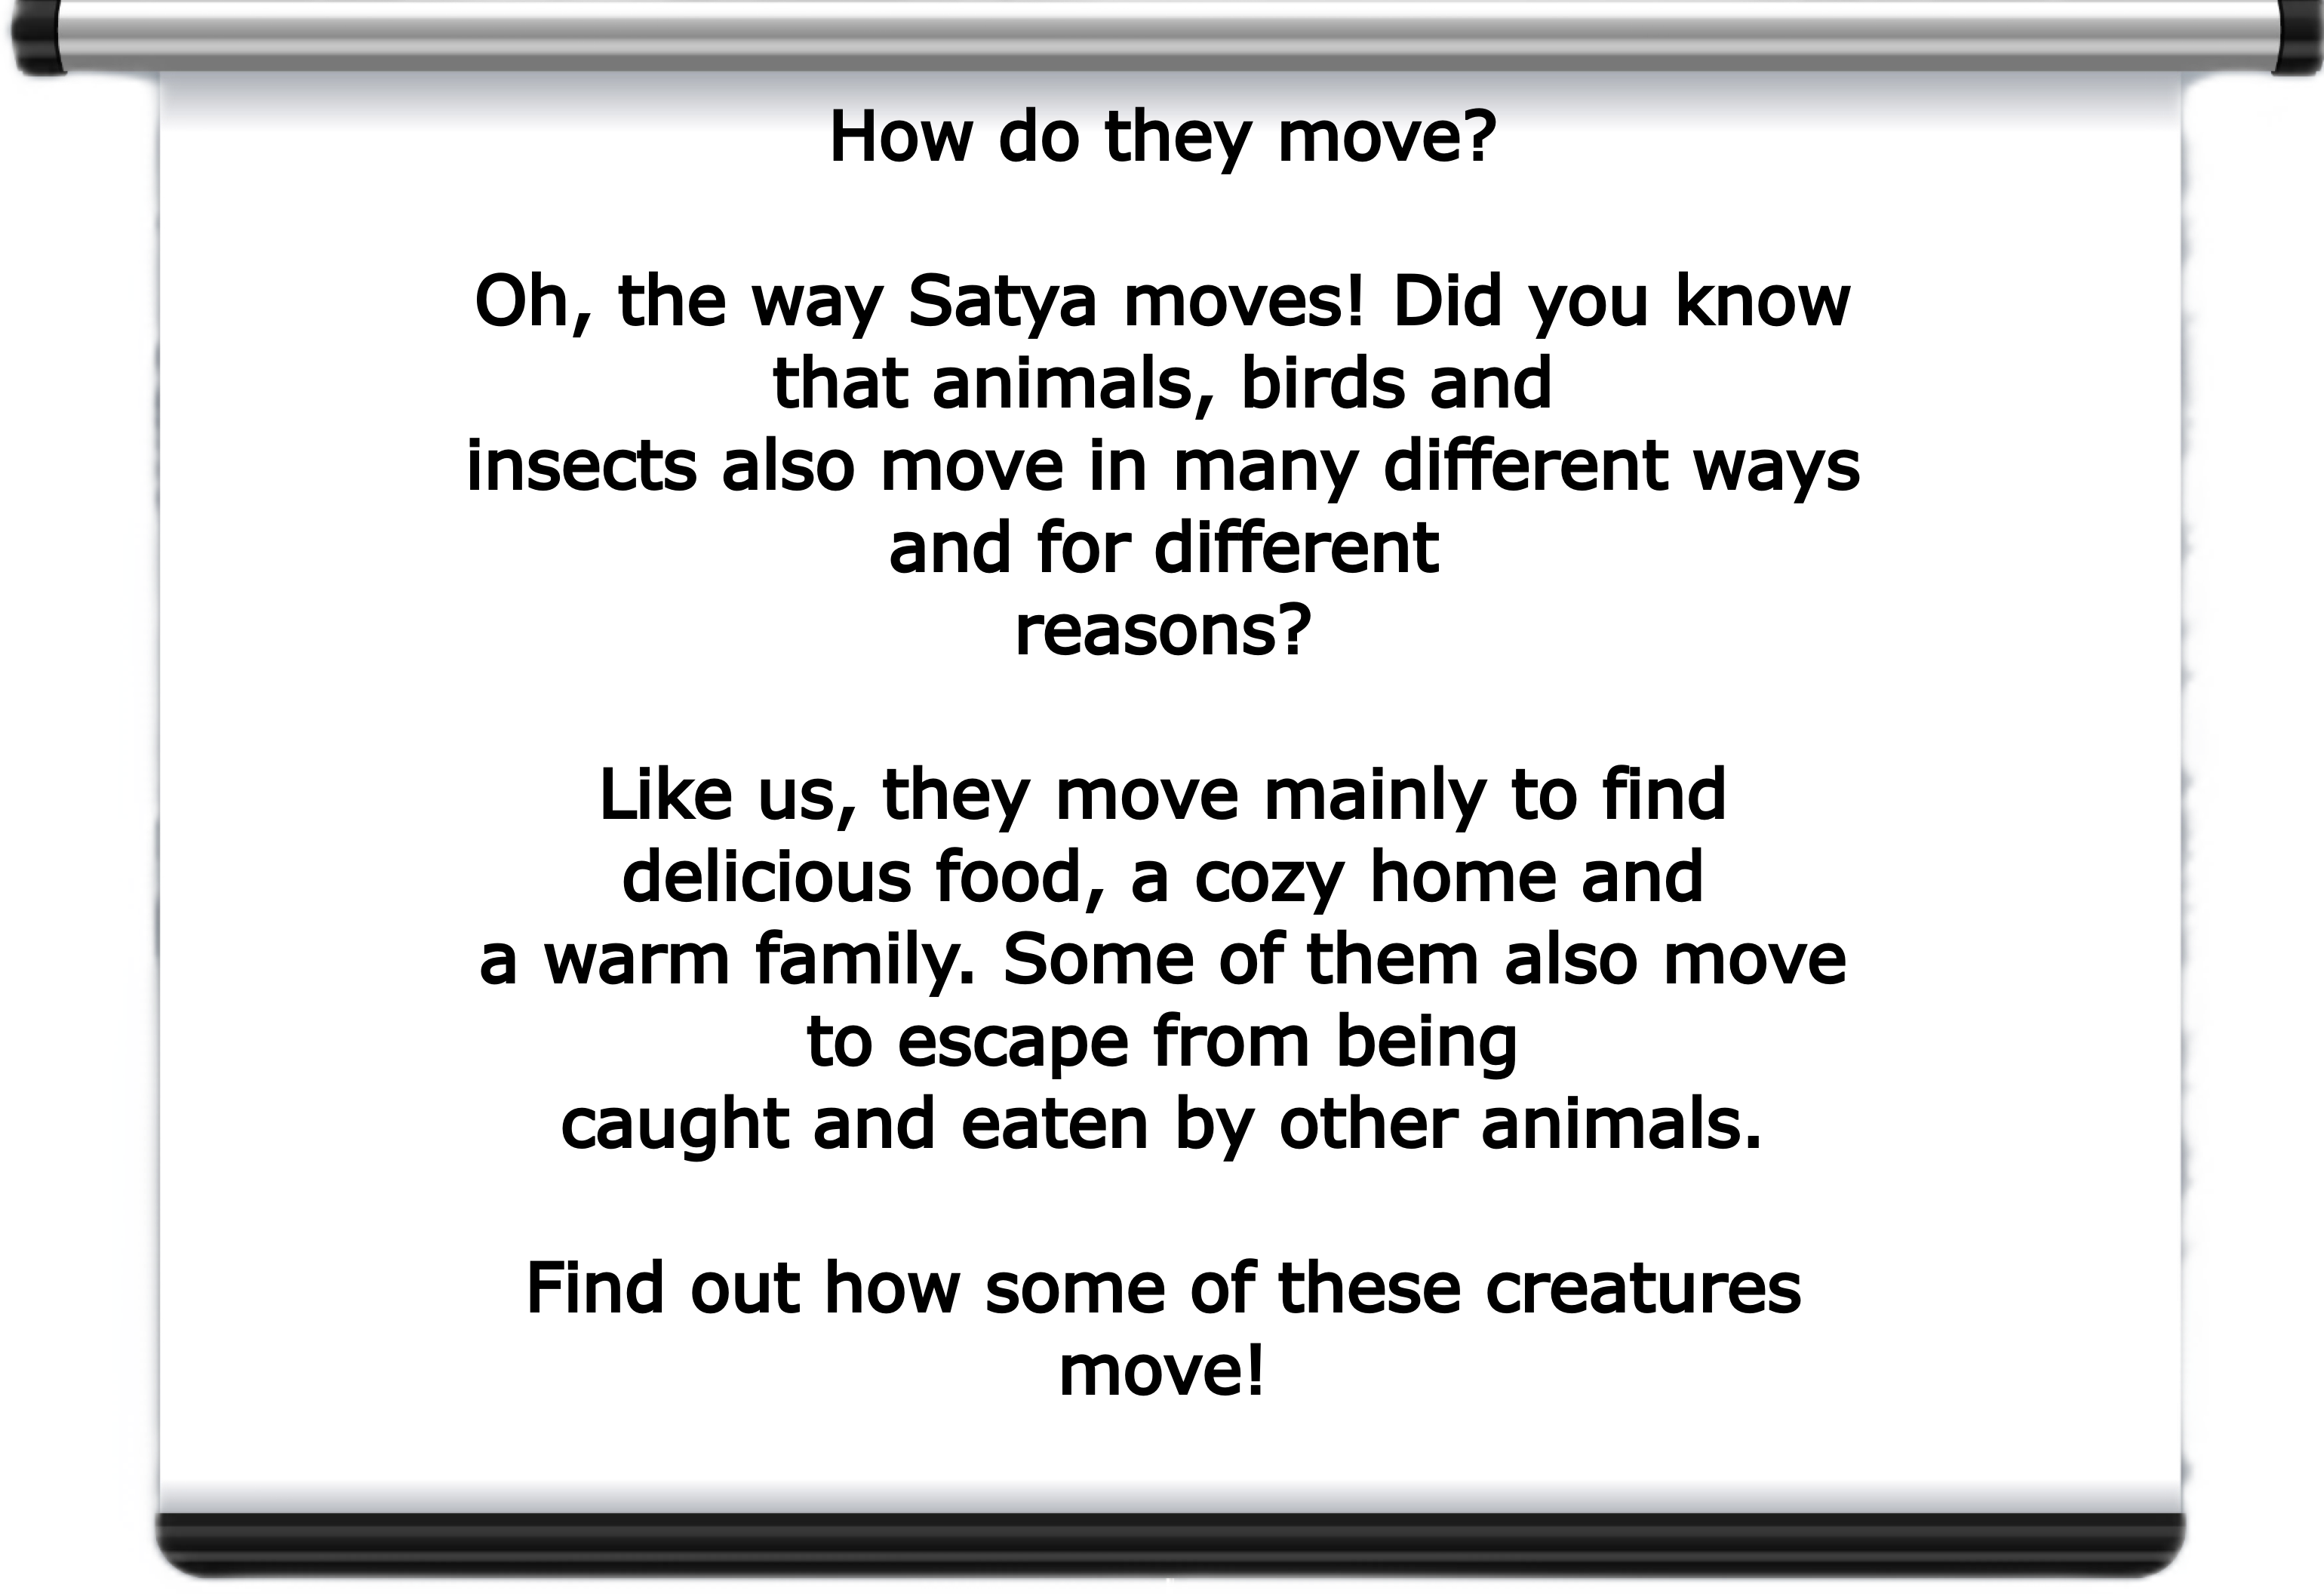 How do they move?
Oh, the way Satya moves! Did you know
that animals, birds and
insects also move in many different ways
and for different
reasons?
Like us, they move mainly to find
delicious food, a cozy home and
a warm family. Some of them also move
to escape from being
caught and eaten by other animals.
Find out how some of these creatures
move!